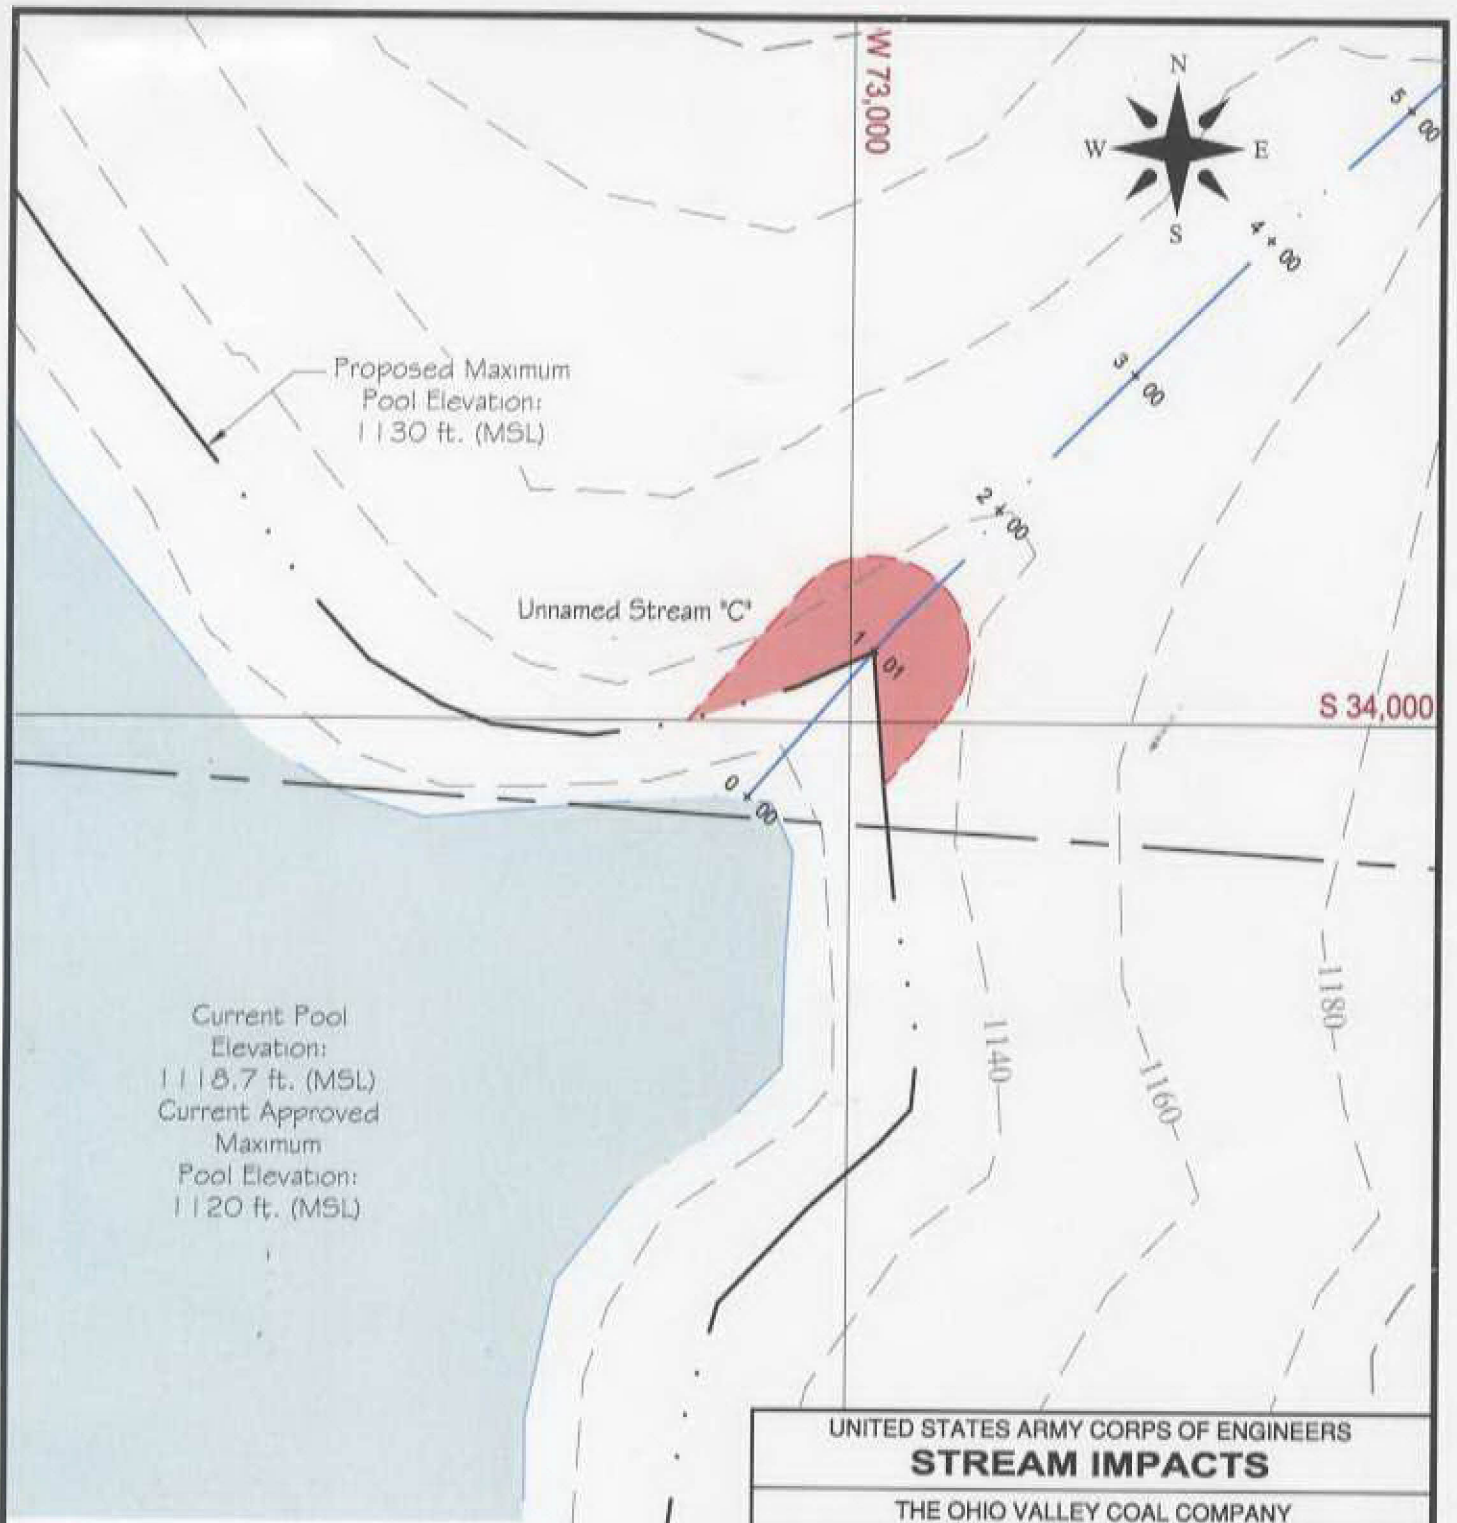 W 73,000
N
W E
S
5+00
4+00
3+00
2+00
Proposed Maximum
Pool Elevation:
1130 ft. (MSL)
Unnamed Stream "C"
1 01
S 34,000
0+00
Current Pool
Elevation:
1118.7 ft. (MSL)
Current Approved
Maximum
Pool Elevation:
1120 ft. (MSL)
1140
1160
1180
UNITED STATES ARMY CORPS OF ENGINEERS
STREAM IMPACTS
THE OHIO VALLEY COAL COMPANY